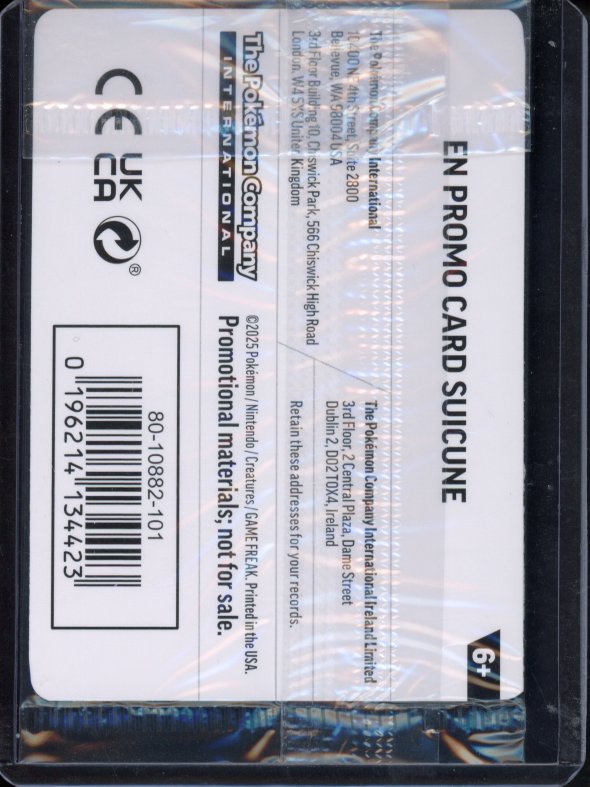 EN PROMO CARD SUICUNE
6+
The Pokémon Company International
10400 NE 4th Street, Suite 2800
Bellevue, WA 98004 USA
3rd Floor Building 10, Chiswick Park, 566 Chiswick High Road
London, W4 5XS United Kingdom
The Pokémon Company International Ireland Limited
3rd Floor, 2 Central Plaza, Dame Street
Dublin 2, D02 T0X4, Ireland
Retain these addresses for your records.
The Pokémon Company
INTERNATIONAL
©2025 Pokémon / Nintendo / Creatures / GAME FREAK. Printed in the USA.
Promotional materials; not for sale.
CE
UK
CA
®
80-10882-101
0 196214 134423